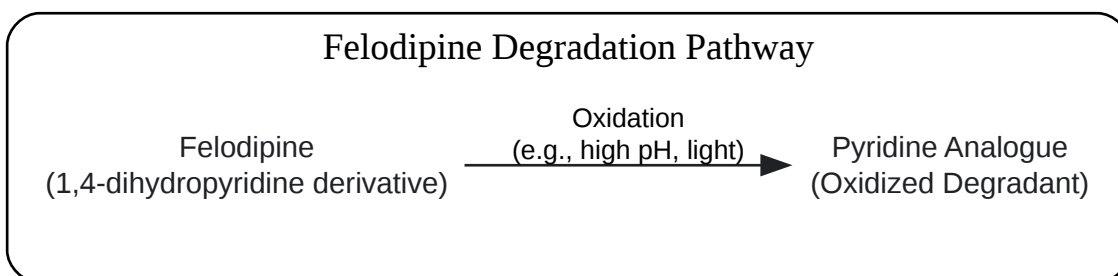 Felodipine Degradation Pathway
Oxidation
(e.g., high pH, light)
Felodipine
(1,4-dihydropyridine derivative)
Pyridine Analogue
(Oxidized Degradant)